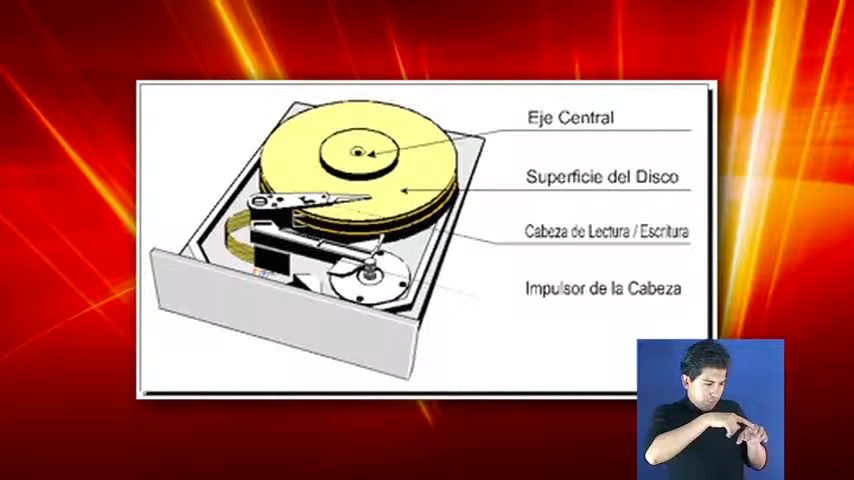 Eje Central
Superficie del Disco
Cabeza de Lectura / Escritura
Impulsor de la Cabeza